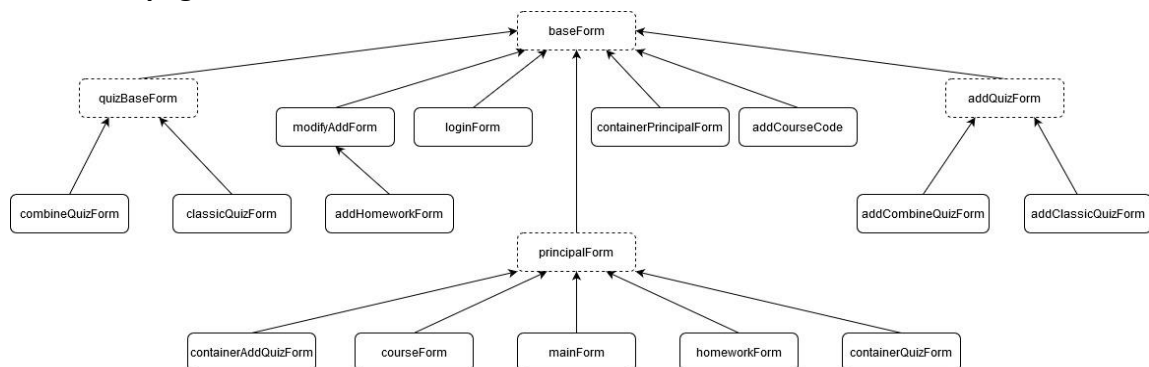 baseForm
quizBaseForm
modifyAddForm
loginForm
containerPrincipalForm
addCourseCode
addQuizForm
combineQuizForm
classicQuizForm
addHomeworkForm
addCombineQuizForm
addClassicQuizForm
principalForm
containerAddQuizForm
courseForm
mainForm
homeworkForm
containerQuizForm